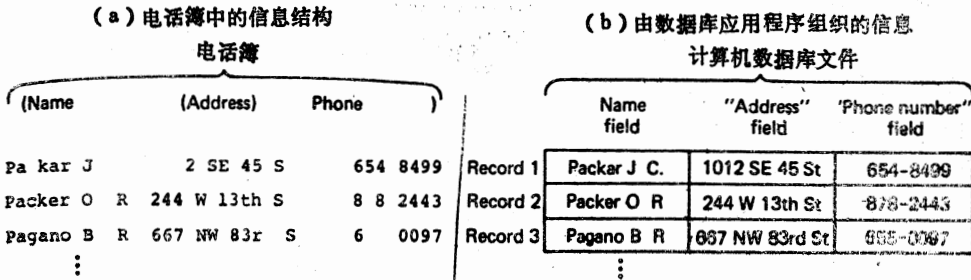 (a)电话簿中的信息结构
电话簿
(Name (Address) Phone )
Pa kar J 2 SE 45 S 654 8499
Packer O R 244 W 13th S 8 8 2443
Pagano B R 667 NW 83r S 6 0097
(b)由数据库应用程序组织的信息
计算机数据库文件
Name field "Address" field 'Phone number" field
Record 1 Packar J C. 1012 SE 45 St 654-8499
Record 2 Packer O R 244 W 13th St 878-2443
Record 3 Pagano B R 667 NW 83rd St 655-0097